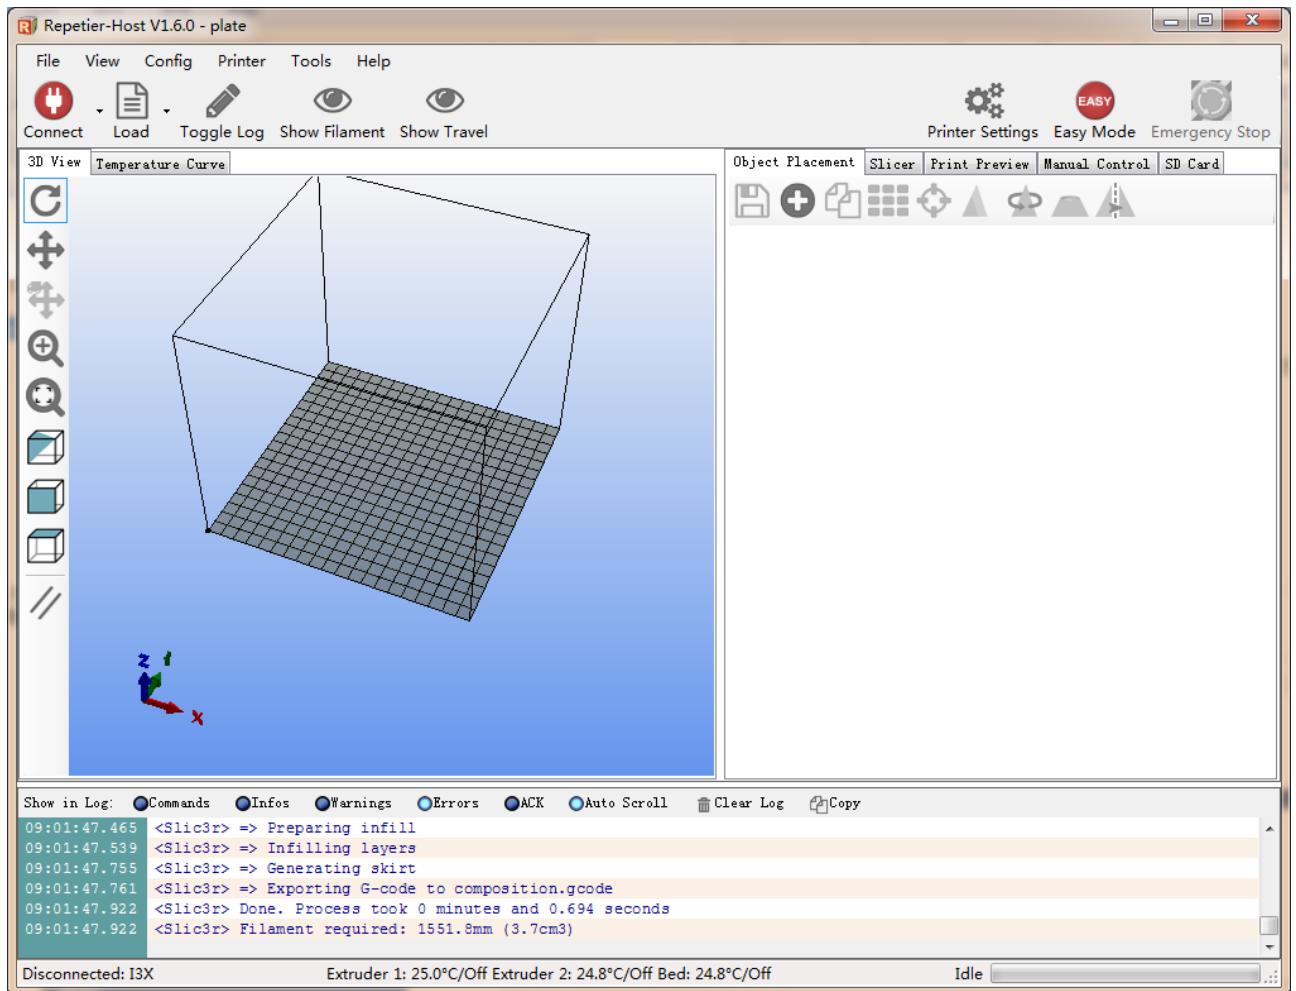 Repetier-Host V1.6.0 - plate
File View Config Printer Tools Help
EASY
Connect Load Toggle Log Show Filament Show Travel Printer Settings Easy Mode Emergency Stop
3D View Temperature Curve
Object Placement Slicer Print Preview Manual Control SD Card
Z Y
X
Show in Log: Commands Infos Warnings Errors ACK Auto Scroll Clear Log Copy
09:01:47.465 <Slic3r> => Preparing infill
09:01:47.539 <Slic3r> => Infilling layers
09:01:47.755 <Slic3r> => Generating skirt
09:01:47.761 <Slic3r> => Exporting G-code to composition.gcode
09:01:47.922 <Slic3r> Done. Process took 0 minutes and 0.694 seconds
09:01:47.922 <Slic3r> Filament required: 1551.8mm (3.7cm3)
Disconnected: I3X Extruder 1: 25.0°C/Off Extruder 2: 24.8°C/Off Bed: 24.8°C/Off Idle